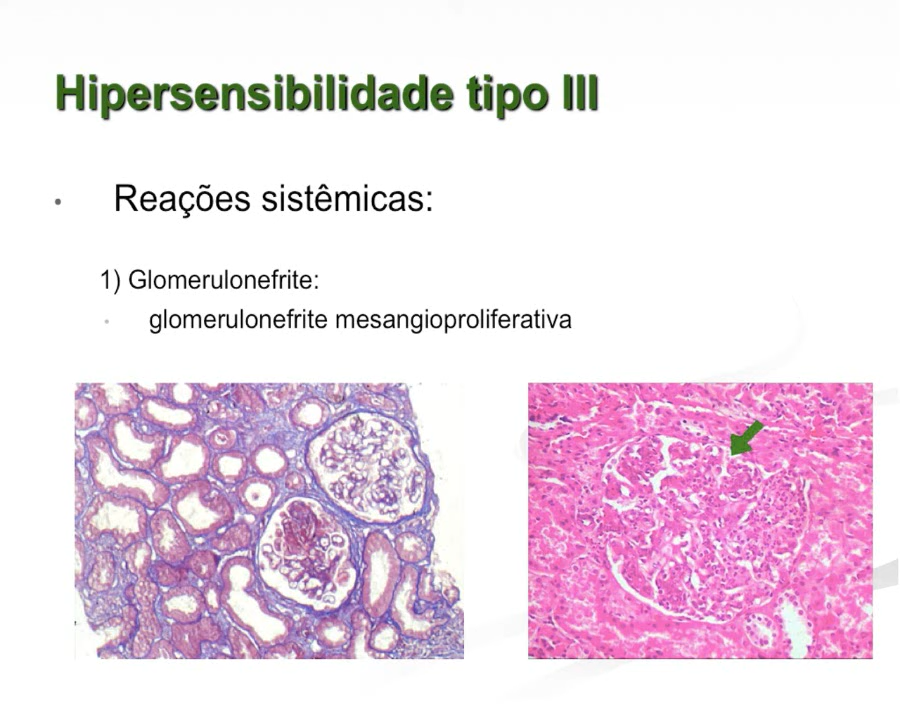 Hipersensibilidade tipo III
• Reações sistêmicas:
1) Glomerulonefrite:
• glomerulonefrite mesangioproliferativa